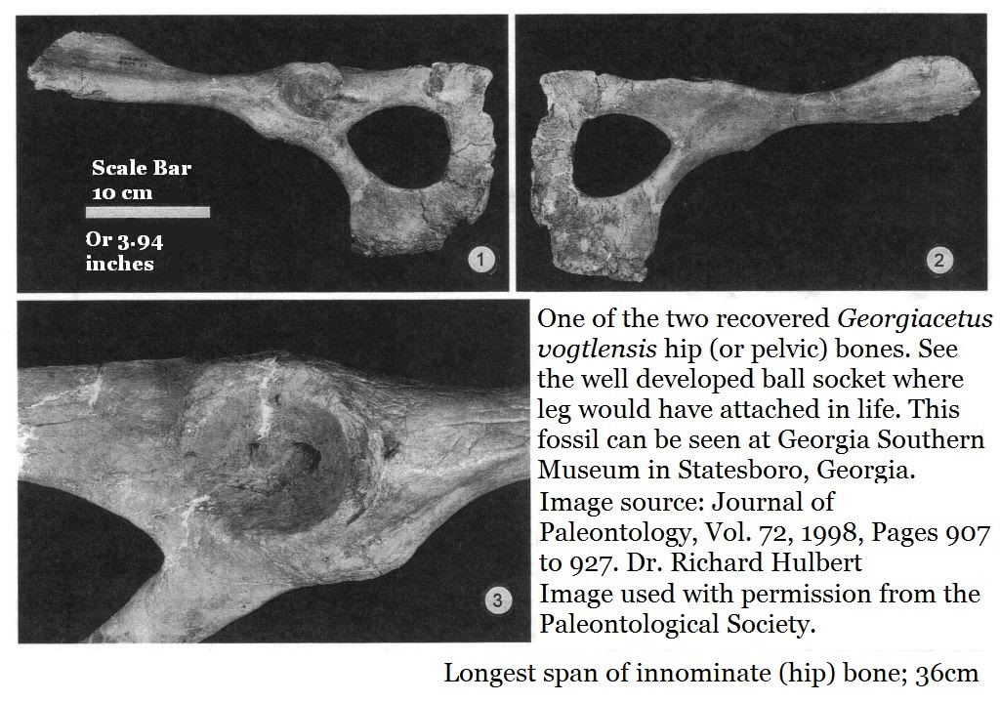 Scale Bar
10 cm
Or 3.94
inches
1
2
3
One of the two recovered Georgiacetus
vogtlensis hip (or pelvic) bones. See
the well developed ball socket where
leg would have attached in life. This
fossil can be seen at Georgia Southern
Museum in Statesboro, Georgia.
Image source: Journal of
Paleontology, Vol. 72, 1998, Pages 907
to 927. Dr. Richard Hulbert
Image used with permission from the
Paleontological Society.
Longest span of innominate (hip) bone; 36cm